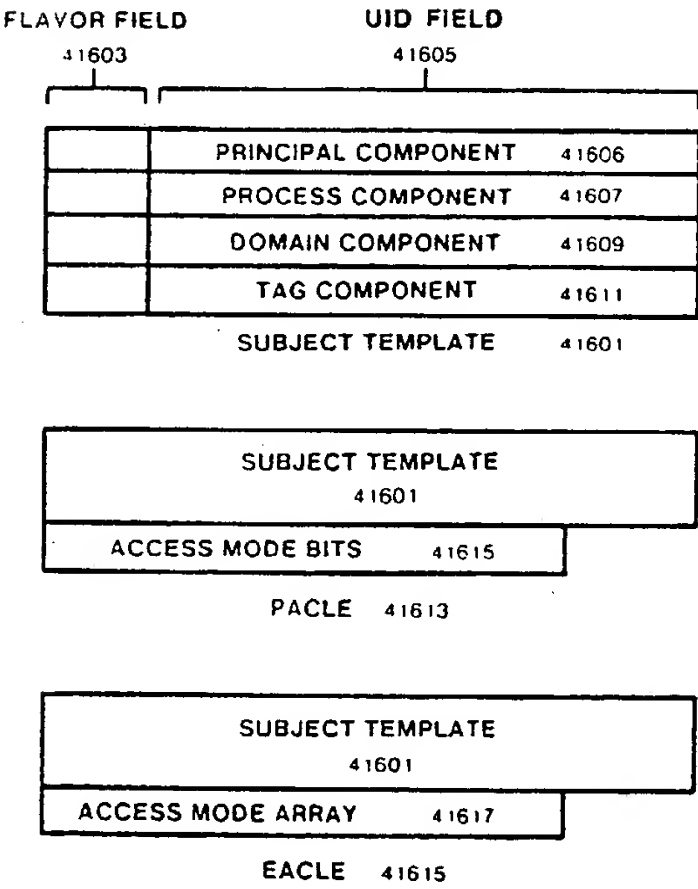 FLAVOR FIELD UID FIELD
41603 41605
PRINCIPAL COMPONENT 41606
PROCESS COMPONENT 41607
DOMAIN COMPONENT 41609
TAG COMPONENT 41611
SUBJECT TEMPLATE 41601
SUBJECT TEMPLATE
41601
ACCESS MODE BITS 41615
PACLE 41613
SUBJECT TEMPLATE
41601
ACCESS MODE ARRAY 41617
EACLE 41615